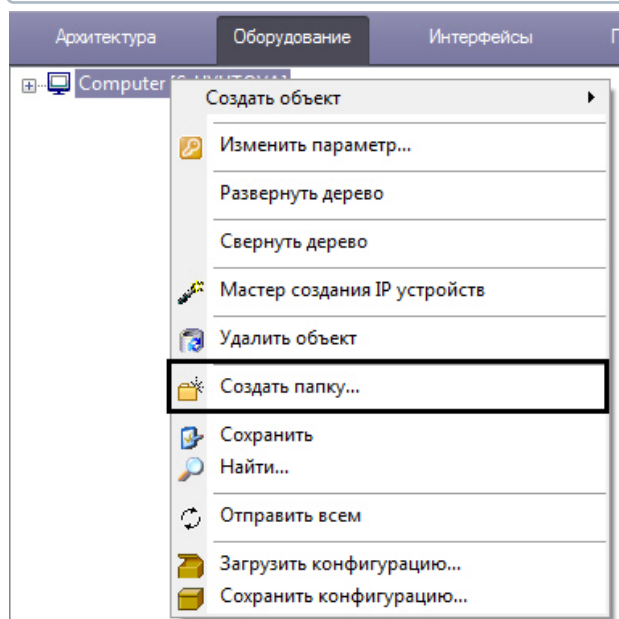 Архитектура Оборудование Интерфейсы
Computer
Создать объект
Изменить параметр...
Развернуть дерево
Свернуть дерево
Мастер создания IP устройств
Удалить объект
Создать папку...
Сохранить
Найти...
Отправить всем
Загрузить конфигурацию...
Сохранить конфигурацию...